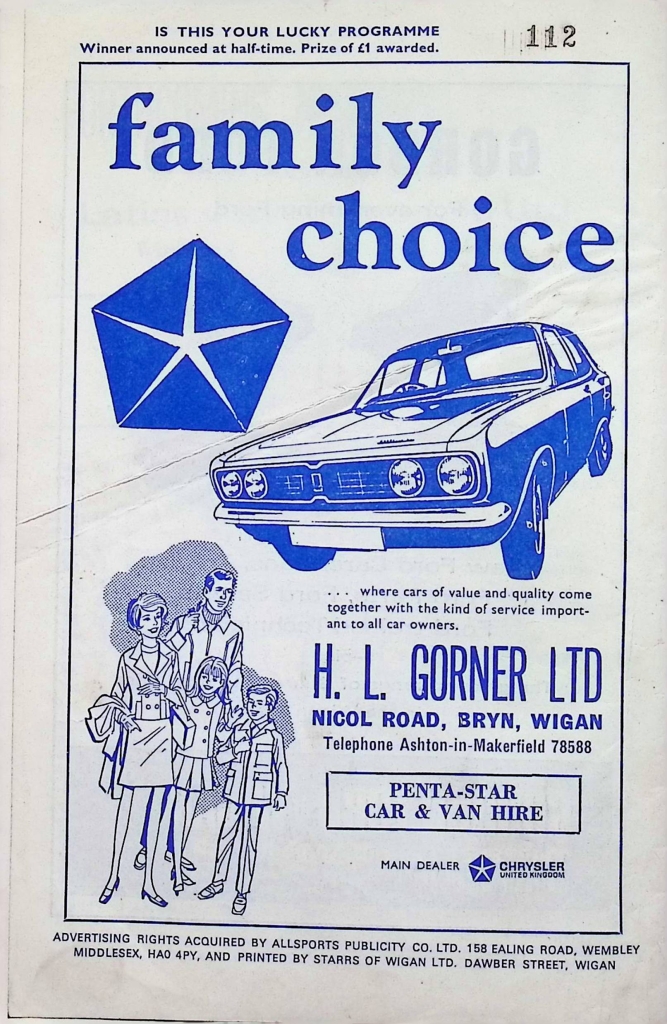 IS THIS YOUR LUCKY PROGRAMME
Winner announced at half-time. Prize of £1 awarded.
112
family
choice
. . . where cars of value and quality come
together with the kind of service import-
ant to all car owners.
H. L. GORNER LTD
NICOL ROAD, BRYN, WIGAN
Telephone Ashton-in-Makerfield 78588
PENTA-STAR
CAR & VAN HIRE
MAIN DEALER CHRYSLER
UNITED KINGDOM
ADVERTISING RIGHTS ACQUIRED BY ALLSPORTS PUBLICITY CO. LTD. 158 EALING ROAD, WEMBLEY
MIDDLESEX, HA0 4PY, AND PRINTED BY STARRS OF WIGAN LTD. DAWBER STREET, WIGAN